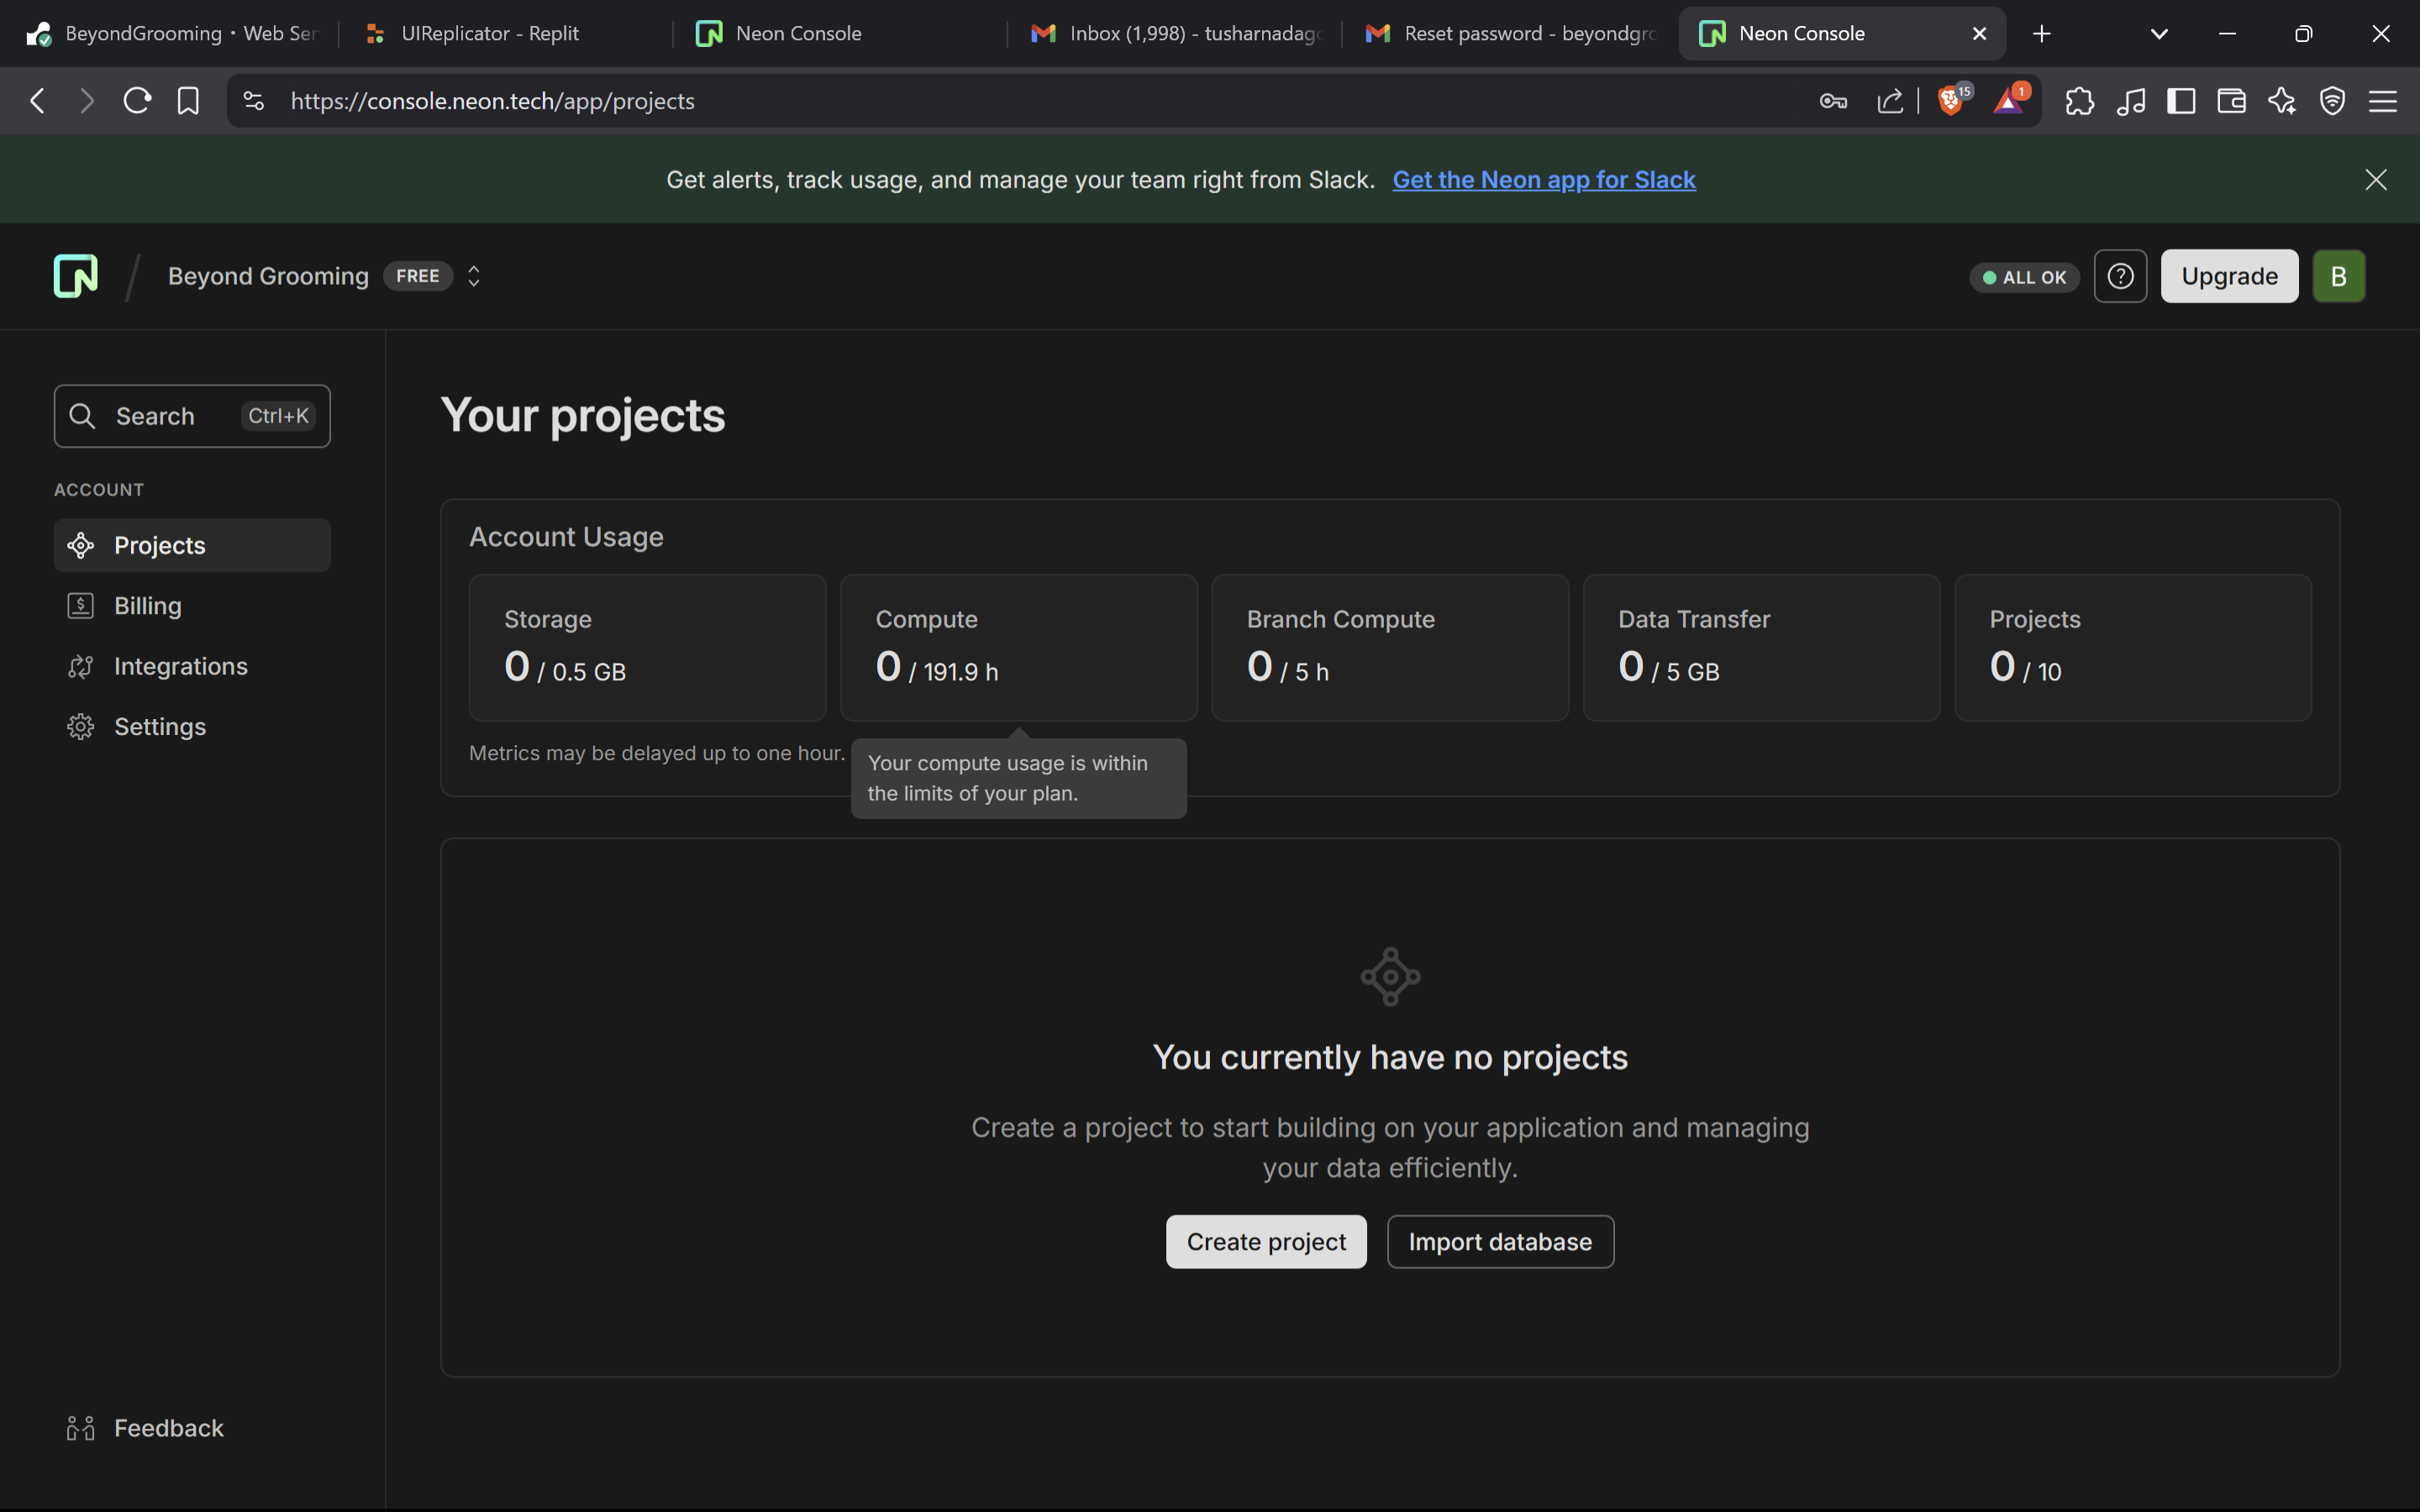 BeyondGrooming • Web Ser
UIReplicator - Replit
Neon Console
Inbox (1,998) - tusharnadag
Reset password - beyondgro
Neon Console
https://console.neon.tech/app/projects
15
1
Get alerts, track usage, and manage your team right from Slack. Get the Neon app for Slack
Beyond Grooming FREE
ALL OK
Upgrade
B
Search Ctrl+K
ACCOUNT
Projects
Billing
Integrations
Settings
Feedback
Your projects
Account Usage
Storage
0 / 0.5 GB
Compute
0 / 191.9 h
Branch Compute
0 / 5 h
Data Transfer
0 / 5 GB
Projects
0 / 10
Metrics may be delayed up to one hour.
Your compute usage is within
the limits of your plan.
You currently have no projects
Create a project to start building on your application and managing
your data efficiently.
Create project
Import database